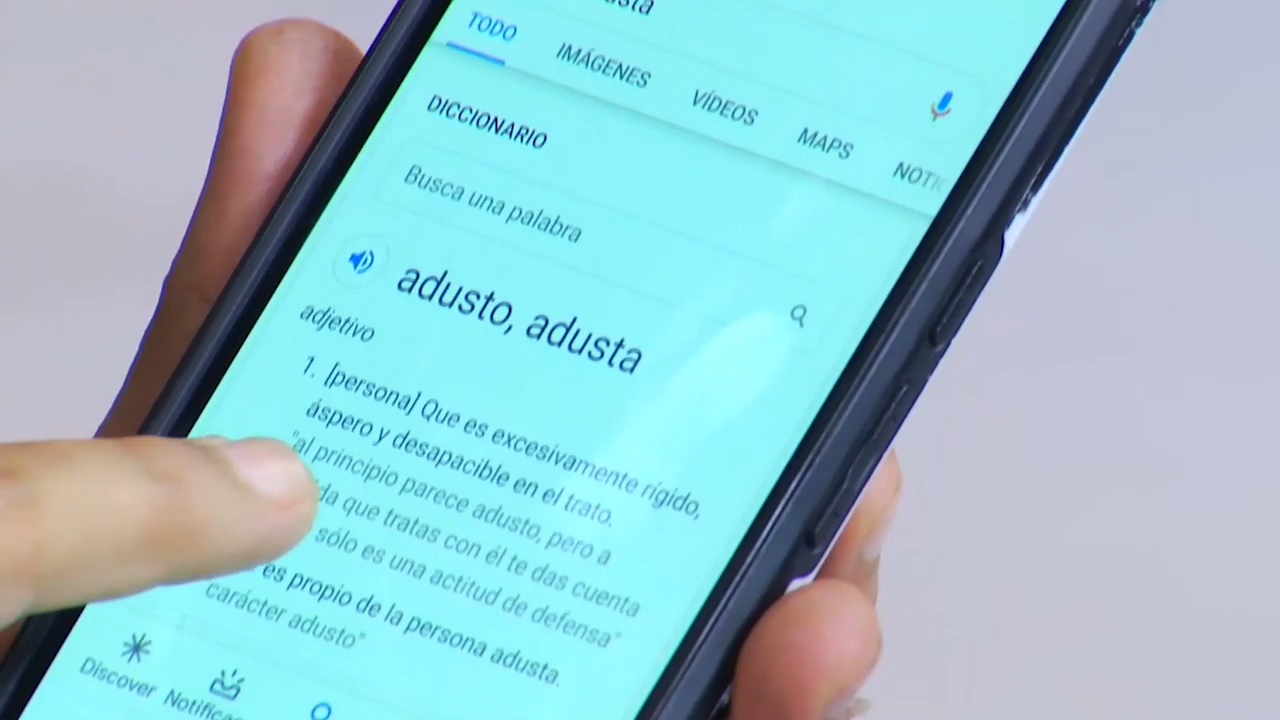 TODO IMÁGENES VÍDEOS MAPS
DICCIONARIO
Busca una palabra
adusto, adusta
adjetivo
1. [persona] Que es excesivamente rígido,
áspero y desapacible en el trato.
"al principio parece adusto, pero a
que tratas con él te das cuenta
sólo es una actitud de defensa"
es propio de la persona adusta.
carácter adusto"
Discover